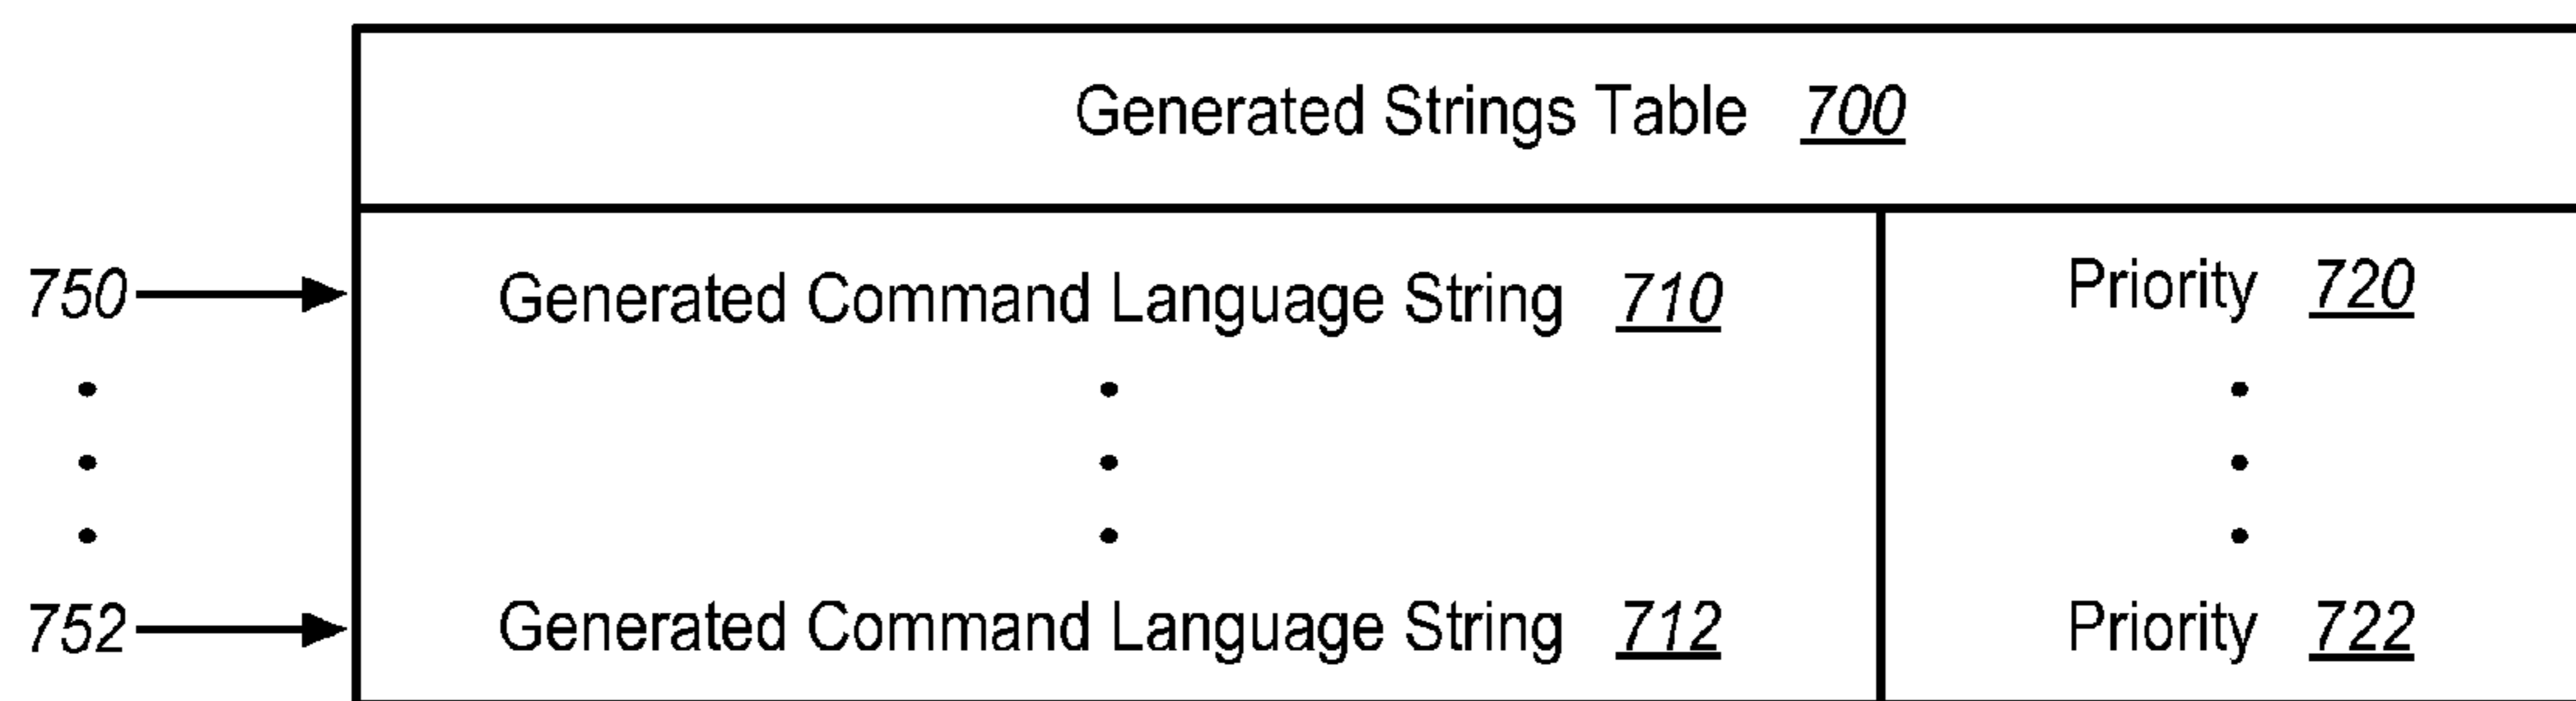 Generated Strings Table 700
750 Generated Command Language String 710 Priority 720
752 Generated Command Language String 712 Priority 722